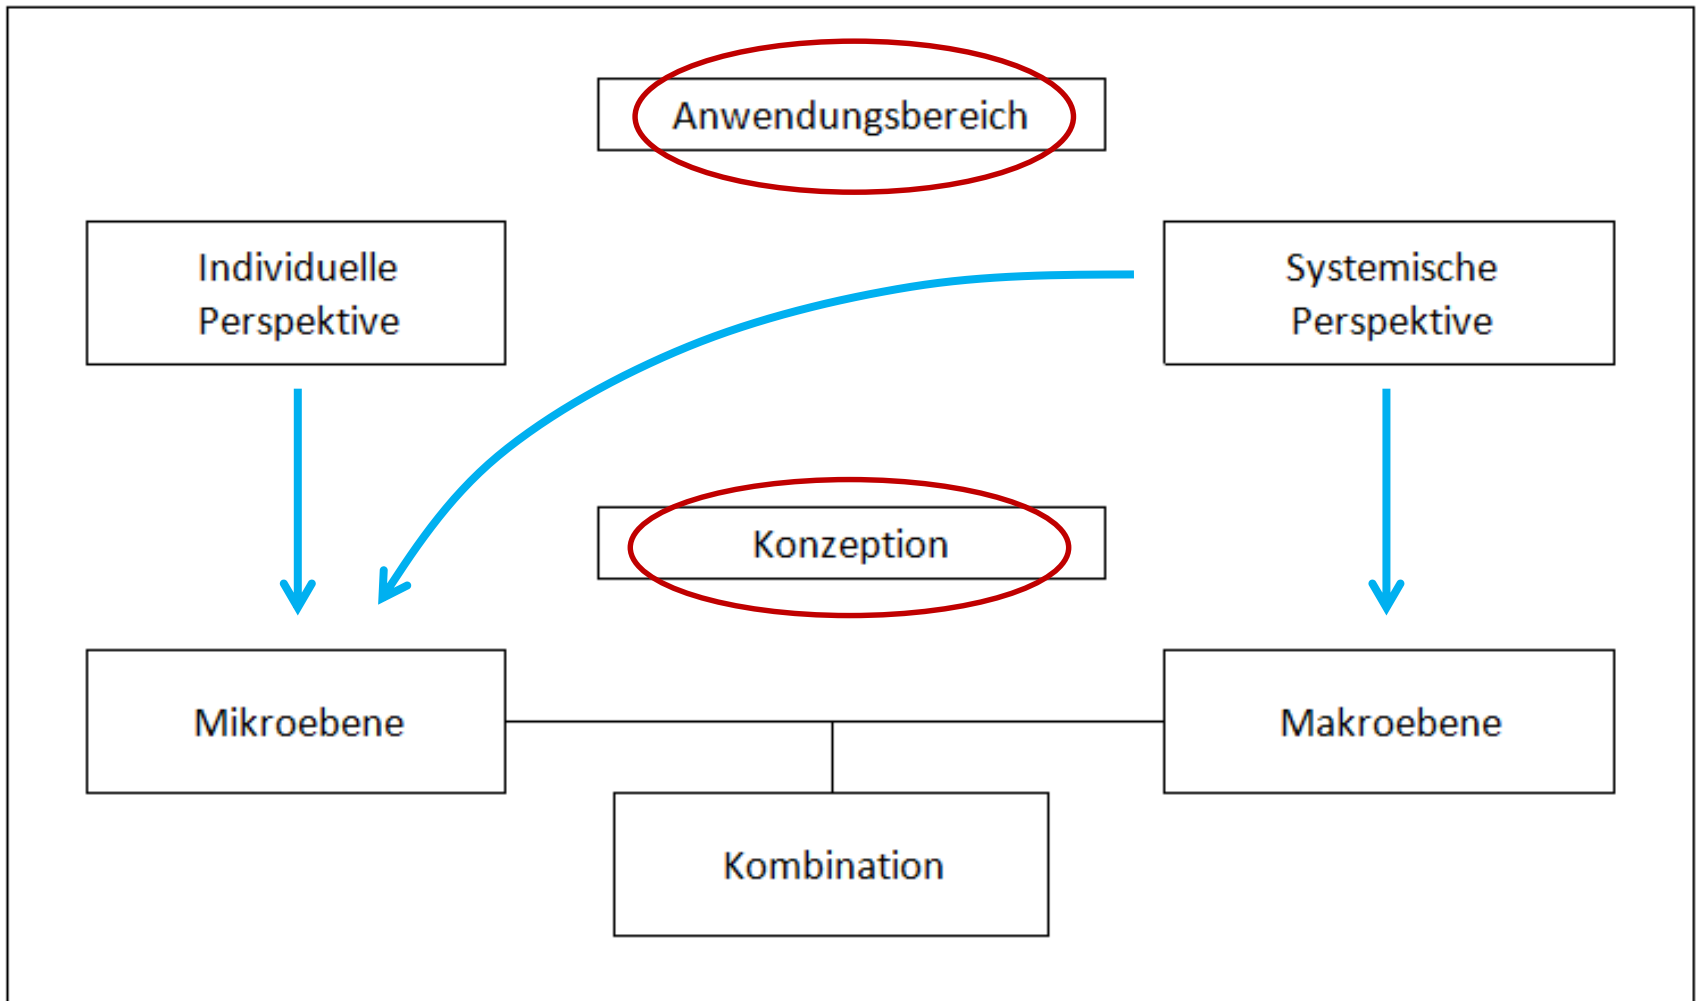 Anwendungsbereich
Individuelle
Perspektive
Systemische
Perspektive
Konzeption
Mikroebene
Makroebene
Kombination